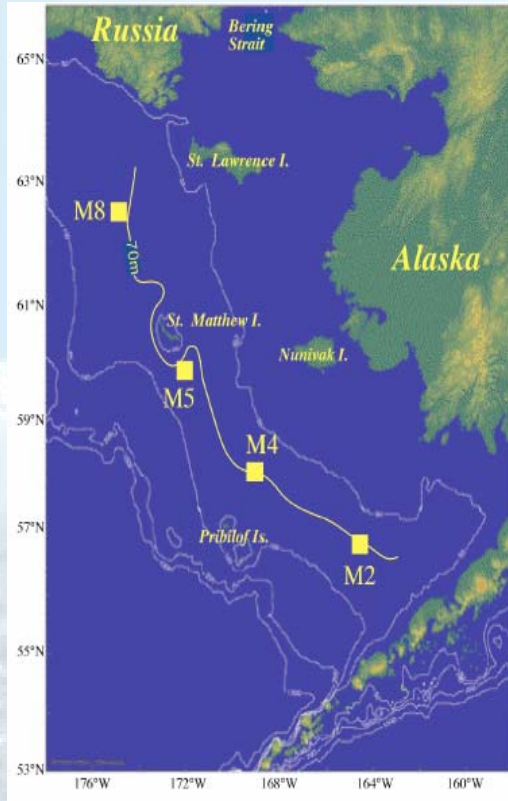 Russia
Bering
Strait
65°N
St. Lawrence I.
63°N
M8
Alaska
70m
61°N
St. Matthew I.
Nunivak I.
M5
59°N
M4
57°N
Pribilof Is.
M2
55°N
53°N
176°W 172°W 168°W 164°W 160°W